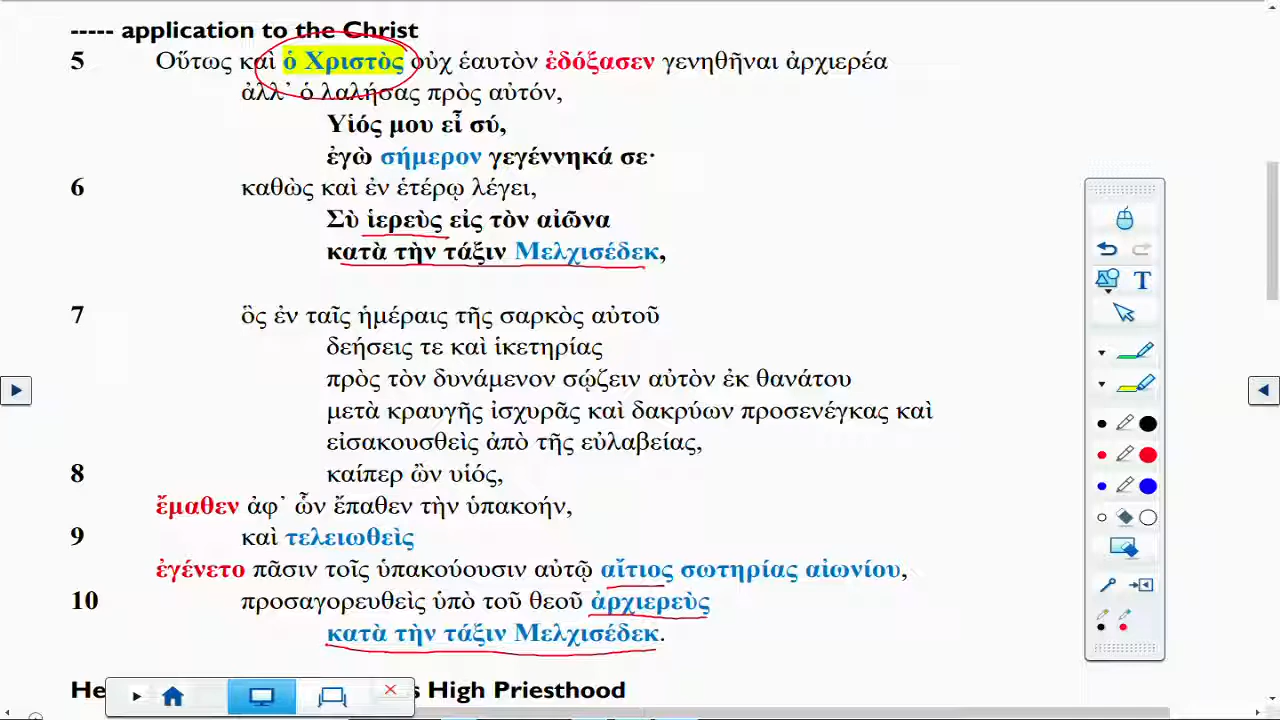 ----- application to the Christ
5 Οὕτως καὶ ὁ Χριστὸς οὐχ ἑαυτὸν ἐδόξασεν γενηθῆναι ἀρχιερέα
ἀλλ᾽ ὁ λαλήσας πρὸς αὐτόν,
Υἱός μου εἶ σύ,
ἐγὼ σήμερον γεγέννηκά σε·
6 καθὼς καὶ ἐν ἑτέρῳ λέγει,
Σὺ ἱερεὺς εἰς τὸν αἰῶνα
κατὰ τὴν τάξιν Μελχισέδεκ,
7 ὃς ἐν ταῖς ἡμέραις τῆς σαρκὸς αὐτοῦ
δεήσεις τε καὶ ἱκετηρίας
πρὸς τὸν δυνάμενον σῴζειν αὐτὸν ἐκ θανάτου
μετὰ κραυγῆς ἰσχυρᾶς καὶ δακρύων προσενέγκας καὶ
εἰσακουσθεὶς ἀπὸ τῆς εὐλαβείας,
8 καίπερ ὢν υἱός,
ἔμαθεν ἀφ᾽ ὧν ἔπαθεν τὴν ὑπακοήν,
9 καὶ τελειωθεὶς
ἐγένετο πᾶσιν τοῖς ὑπακούουσιν αὐτῷ αἴτιος σωτηρίας αἰωνίου,
10 προσαγορευθεὶς ὑπὸ τοῦ θεοῦ ἀρχιερεὺς
κατὰ τὴν τάξιν Μελχισέδεκ.
He s High Priesthood
T